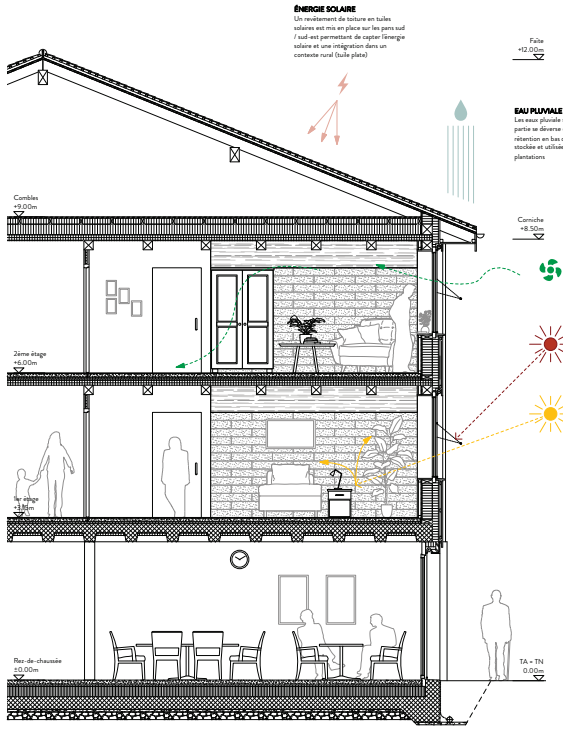 ÉNERGIE SOLAIRE
Un revêtement de toiture en tuiles
solaires est mis en place sur les pans sud
/ sud-est permettant de capter l'énergie
solaire et une intégration dans un
contexte rural (tuile plate)
Faîte
+12.00m
EAU PLUVIALE
Les eaux pluviale
partie se déverse
rétention en bas
stockée et utilisée
plantations
Combles
+9.00m
Corniche
+8.50m
2ème étage
+6.00m
1er étage
Rez-de-chaussée
±0.00m
TA = TN
0.00m